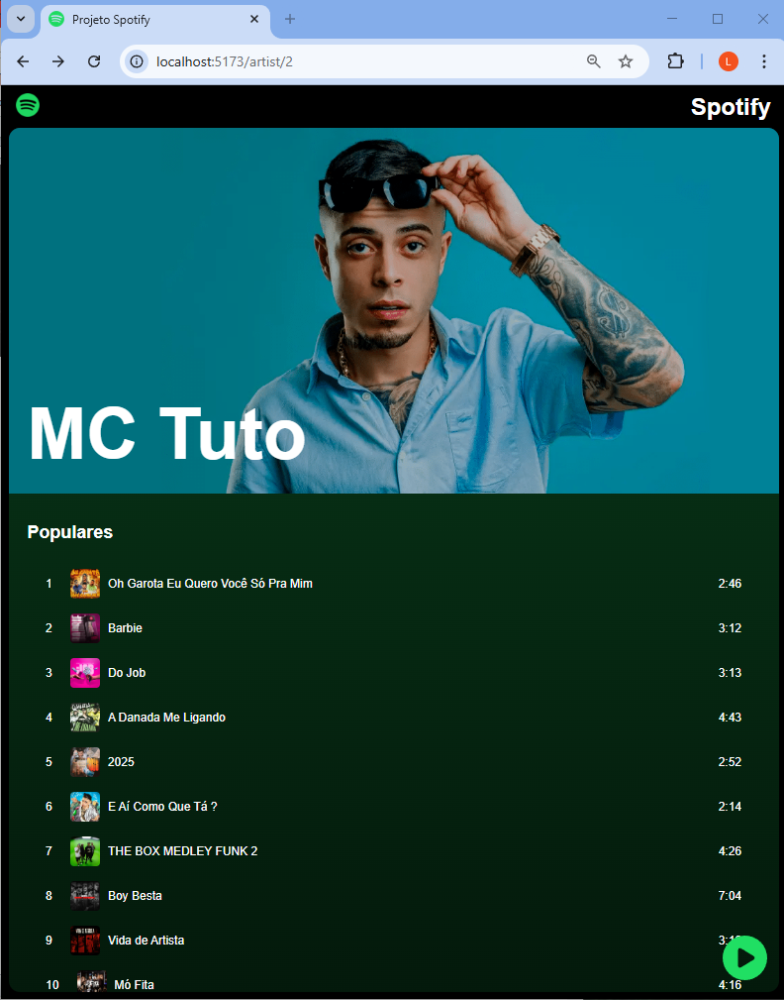 Projeto Spotify
localhost:5173/artist/2
L
Spotify
MC Tuto
Populares
1 Oh Garota Eu Quero Você Só Pra Mim 2:46
2 Barbie 3:12
3 Do Job 3:13
4 A Danada Me Ligando 4:43
5 2025 2:52
6 E Aí Como Que Tá ? 2:14
7 THE BOX MEDLEY FUNK 2 4:26
8 Boy Besta 7:04
9 Vida de Artista
10 Mó Fita 4:16